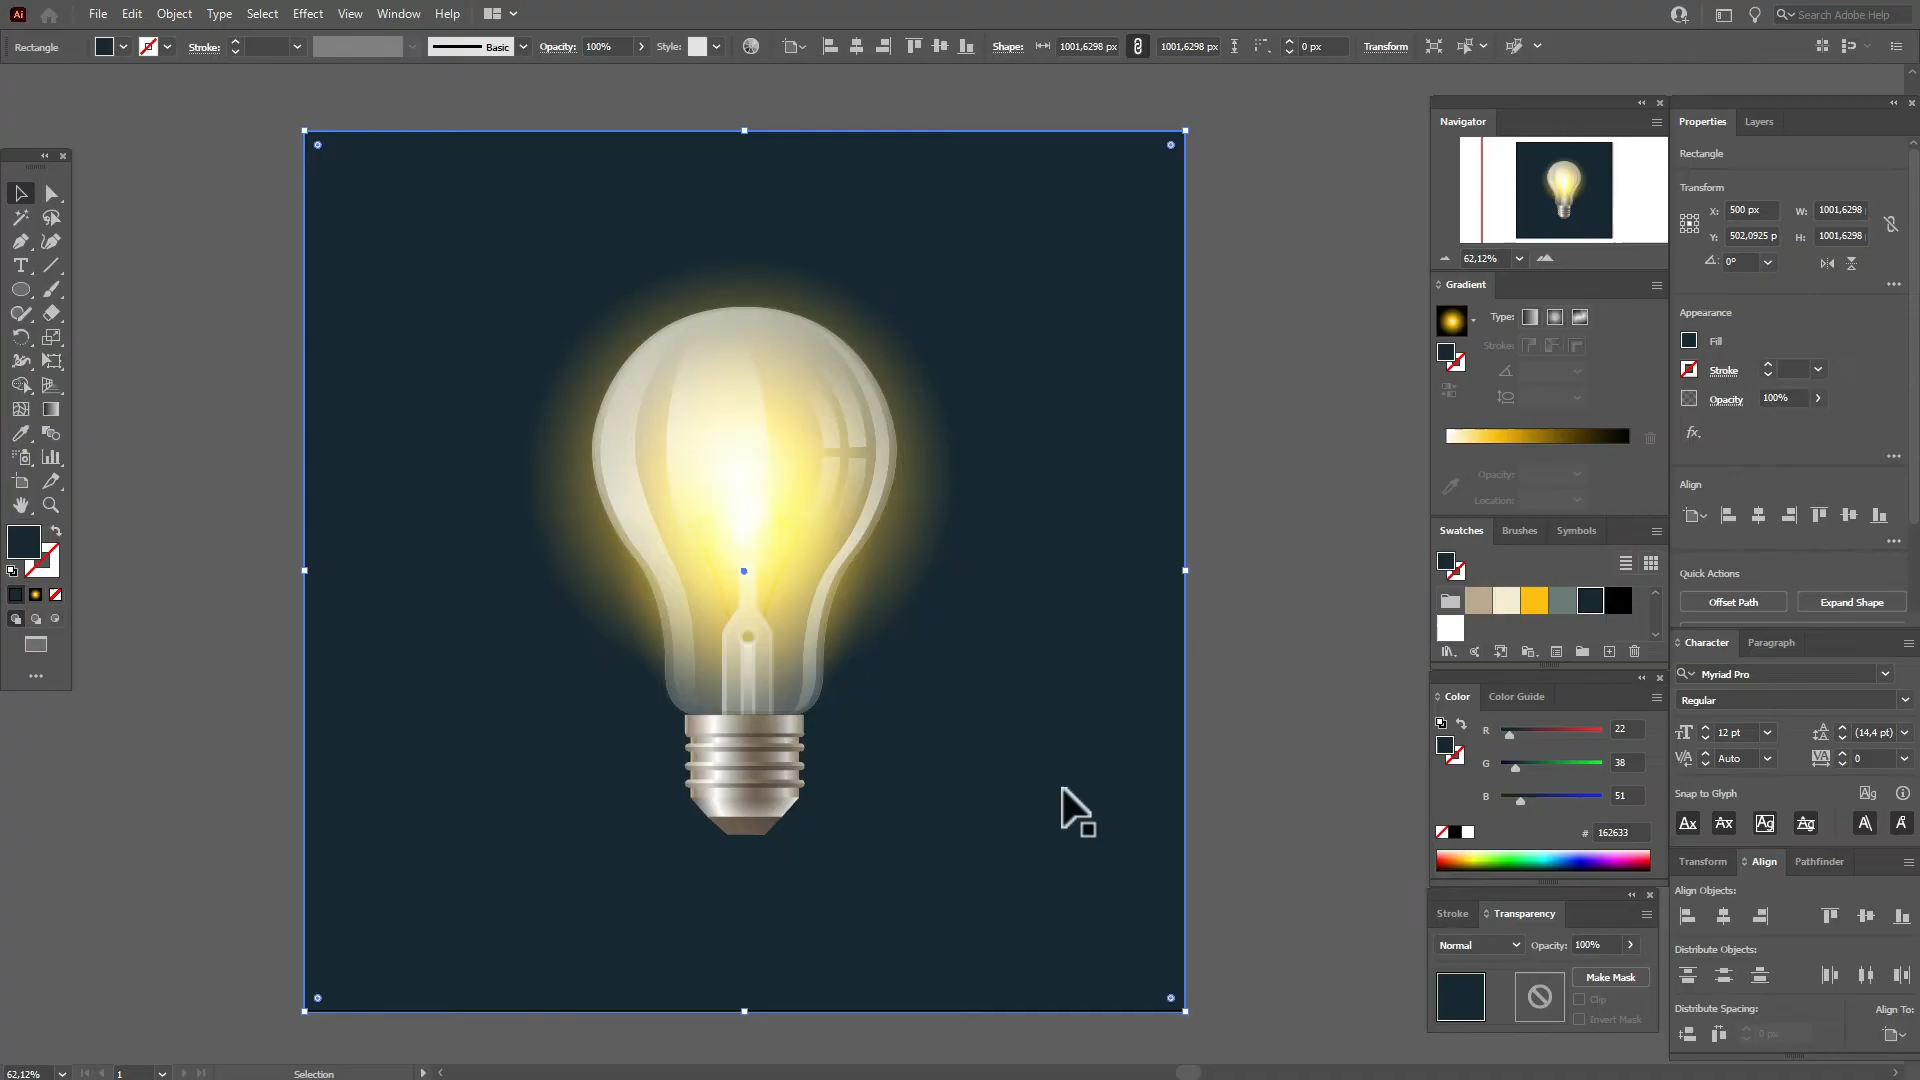 Ai File Edit Object Type Select Effect View Window Help Search Adobe Help
Rectangle Stroke: Basic Opacity: 100% Style: Shape: 1001,6298 px 1001,6298 px 0 px Transform
Navigator
62,12%
Gradient
Type:
Stroke:
Opacity:
Location:
Swatches Brushes Symbols
Color Color Guide
R 22
G 38
B 51
# 162633
Stroke Transparency
Normal Opacity: 100%
Make Mask
Clip
Invert Mask
Properties Layers
Rectangle
Transform
X: 500 px W: 1001,6298
Y: 502,0925 p H: 1001,6298
0°
Appearance
Fill
Stroke
Opacity 100%
fx.
Align
Quick Actions
Offset Path Expand Shape
Character Paragraph
Myriad Pro
Regular
12 pt (14,4 pt)
Auto 0
Snap to Glyph
Transform Align Pathfinder
Align Objects:
Distribute Objects:
Distribute Spacing: Align To:
0 px
62,12% 1 Selection